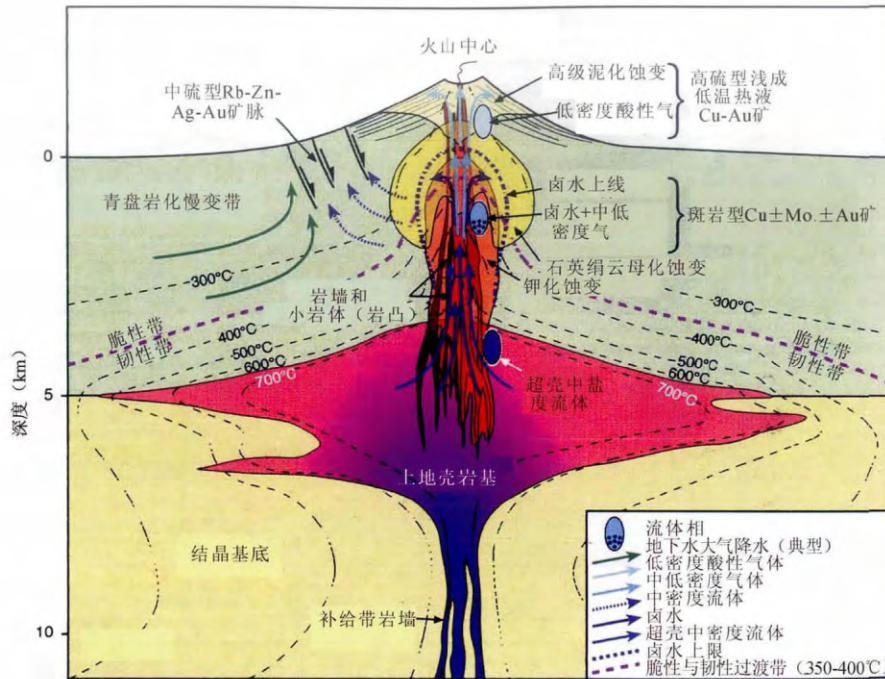 火山中心
高级泥化蚀变
低密度酸性气
高硫型浅成
低温热液
Cu-Au矿
中硫型Rb-Zn-
Ag-Au矿脉
0
青盘岩化慢变带
卤水上线
卤水+中低
密度气
斑岩型Cu±Mo.±Au矿
石英绢云母化蚀变
钾化蚀变
300℃
岩墙和
小岩体（岩凸）
300℃
脆性带
韧性带
400℃
500℃
600℃
700℃
400℃
500℃
600℃
700℃
脆性带
韧性带
深度（km）
5
超壳中盐
度流体
上地壳岩基
结晶基底
补给带岩墙
10
流体相
地下水大气降水（典型）
低密度酸性气体
中低密度气体
中密度流体
卤水
超壳中密度流体
卤水上限
脆性与韧性过渡带（350-400℃